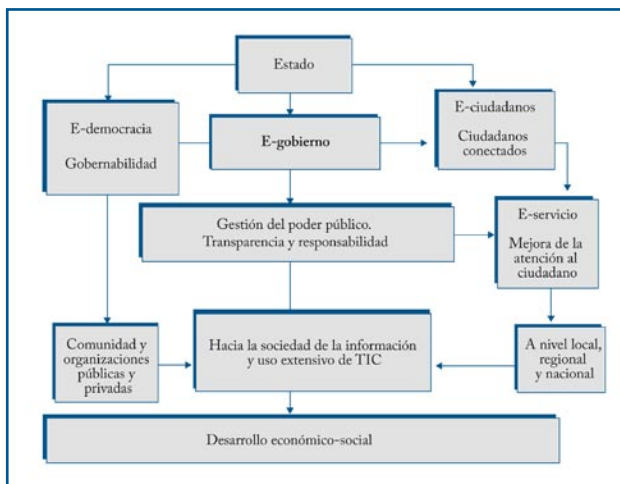 Estado
E-democracia
Gobernabilidad
E-gobierno
E-ciudadanos
Ciudadanos
conectados
Gestión del poder público.
Transparencia y responsabilidad
E-servicio
Mejora de la
atención al
ciudadano
Comunidad y
organizaciones
públicas y
privadas
Hacia la sociedad de la información
y uso extensivo de TIC
A nivel local,
regional
y nacional
Desarrollo económico-social